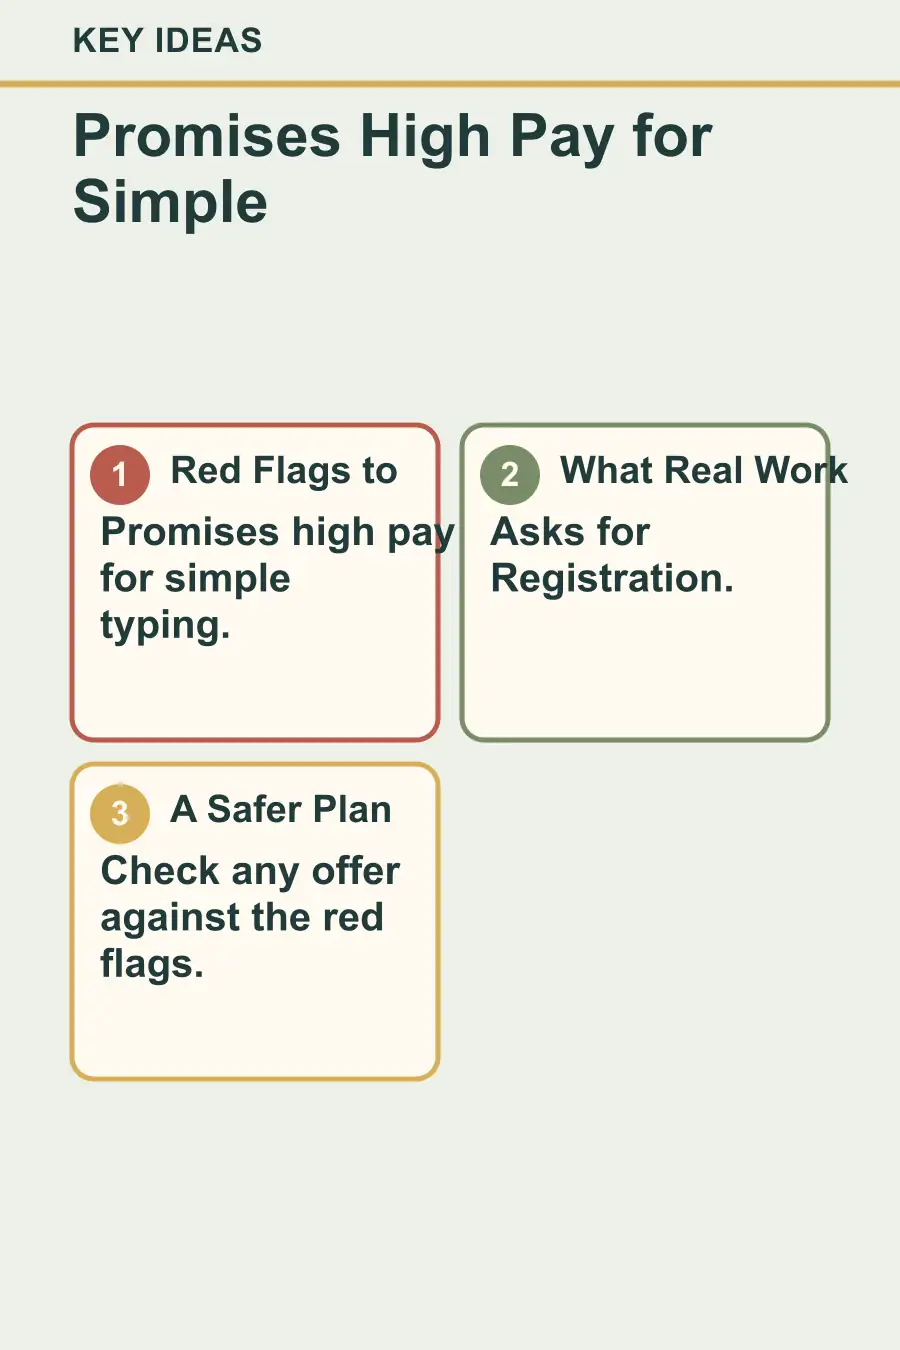 KEY IDEAS
Promises High Pay for
Simple
1 Red Flags to
Promises high pay
for simple
typing.
2 What Real Work
Asks for
Registration.
3 A Safer Plan
Check any offer
against the red
flags.